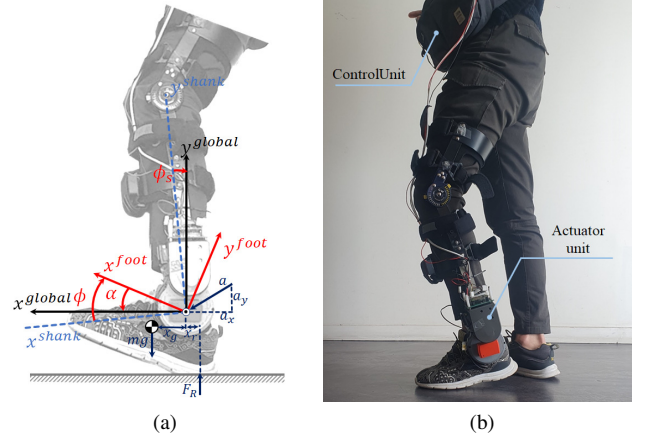 y^shank
y^global
ϕ_s
x^foot
y^foot
x^global
ϕ
α
a
a_y
a_x
x^shank
x_g
x_r
mg
F_R
(a)
ControlUnit
Actuator
unit
(b)